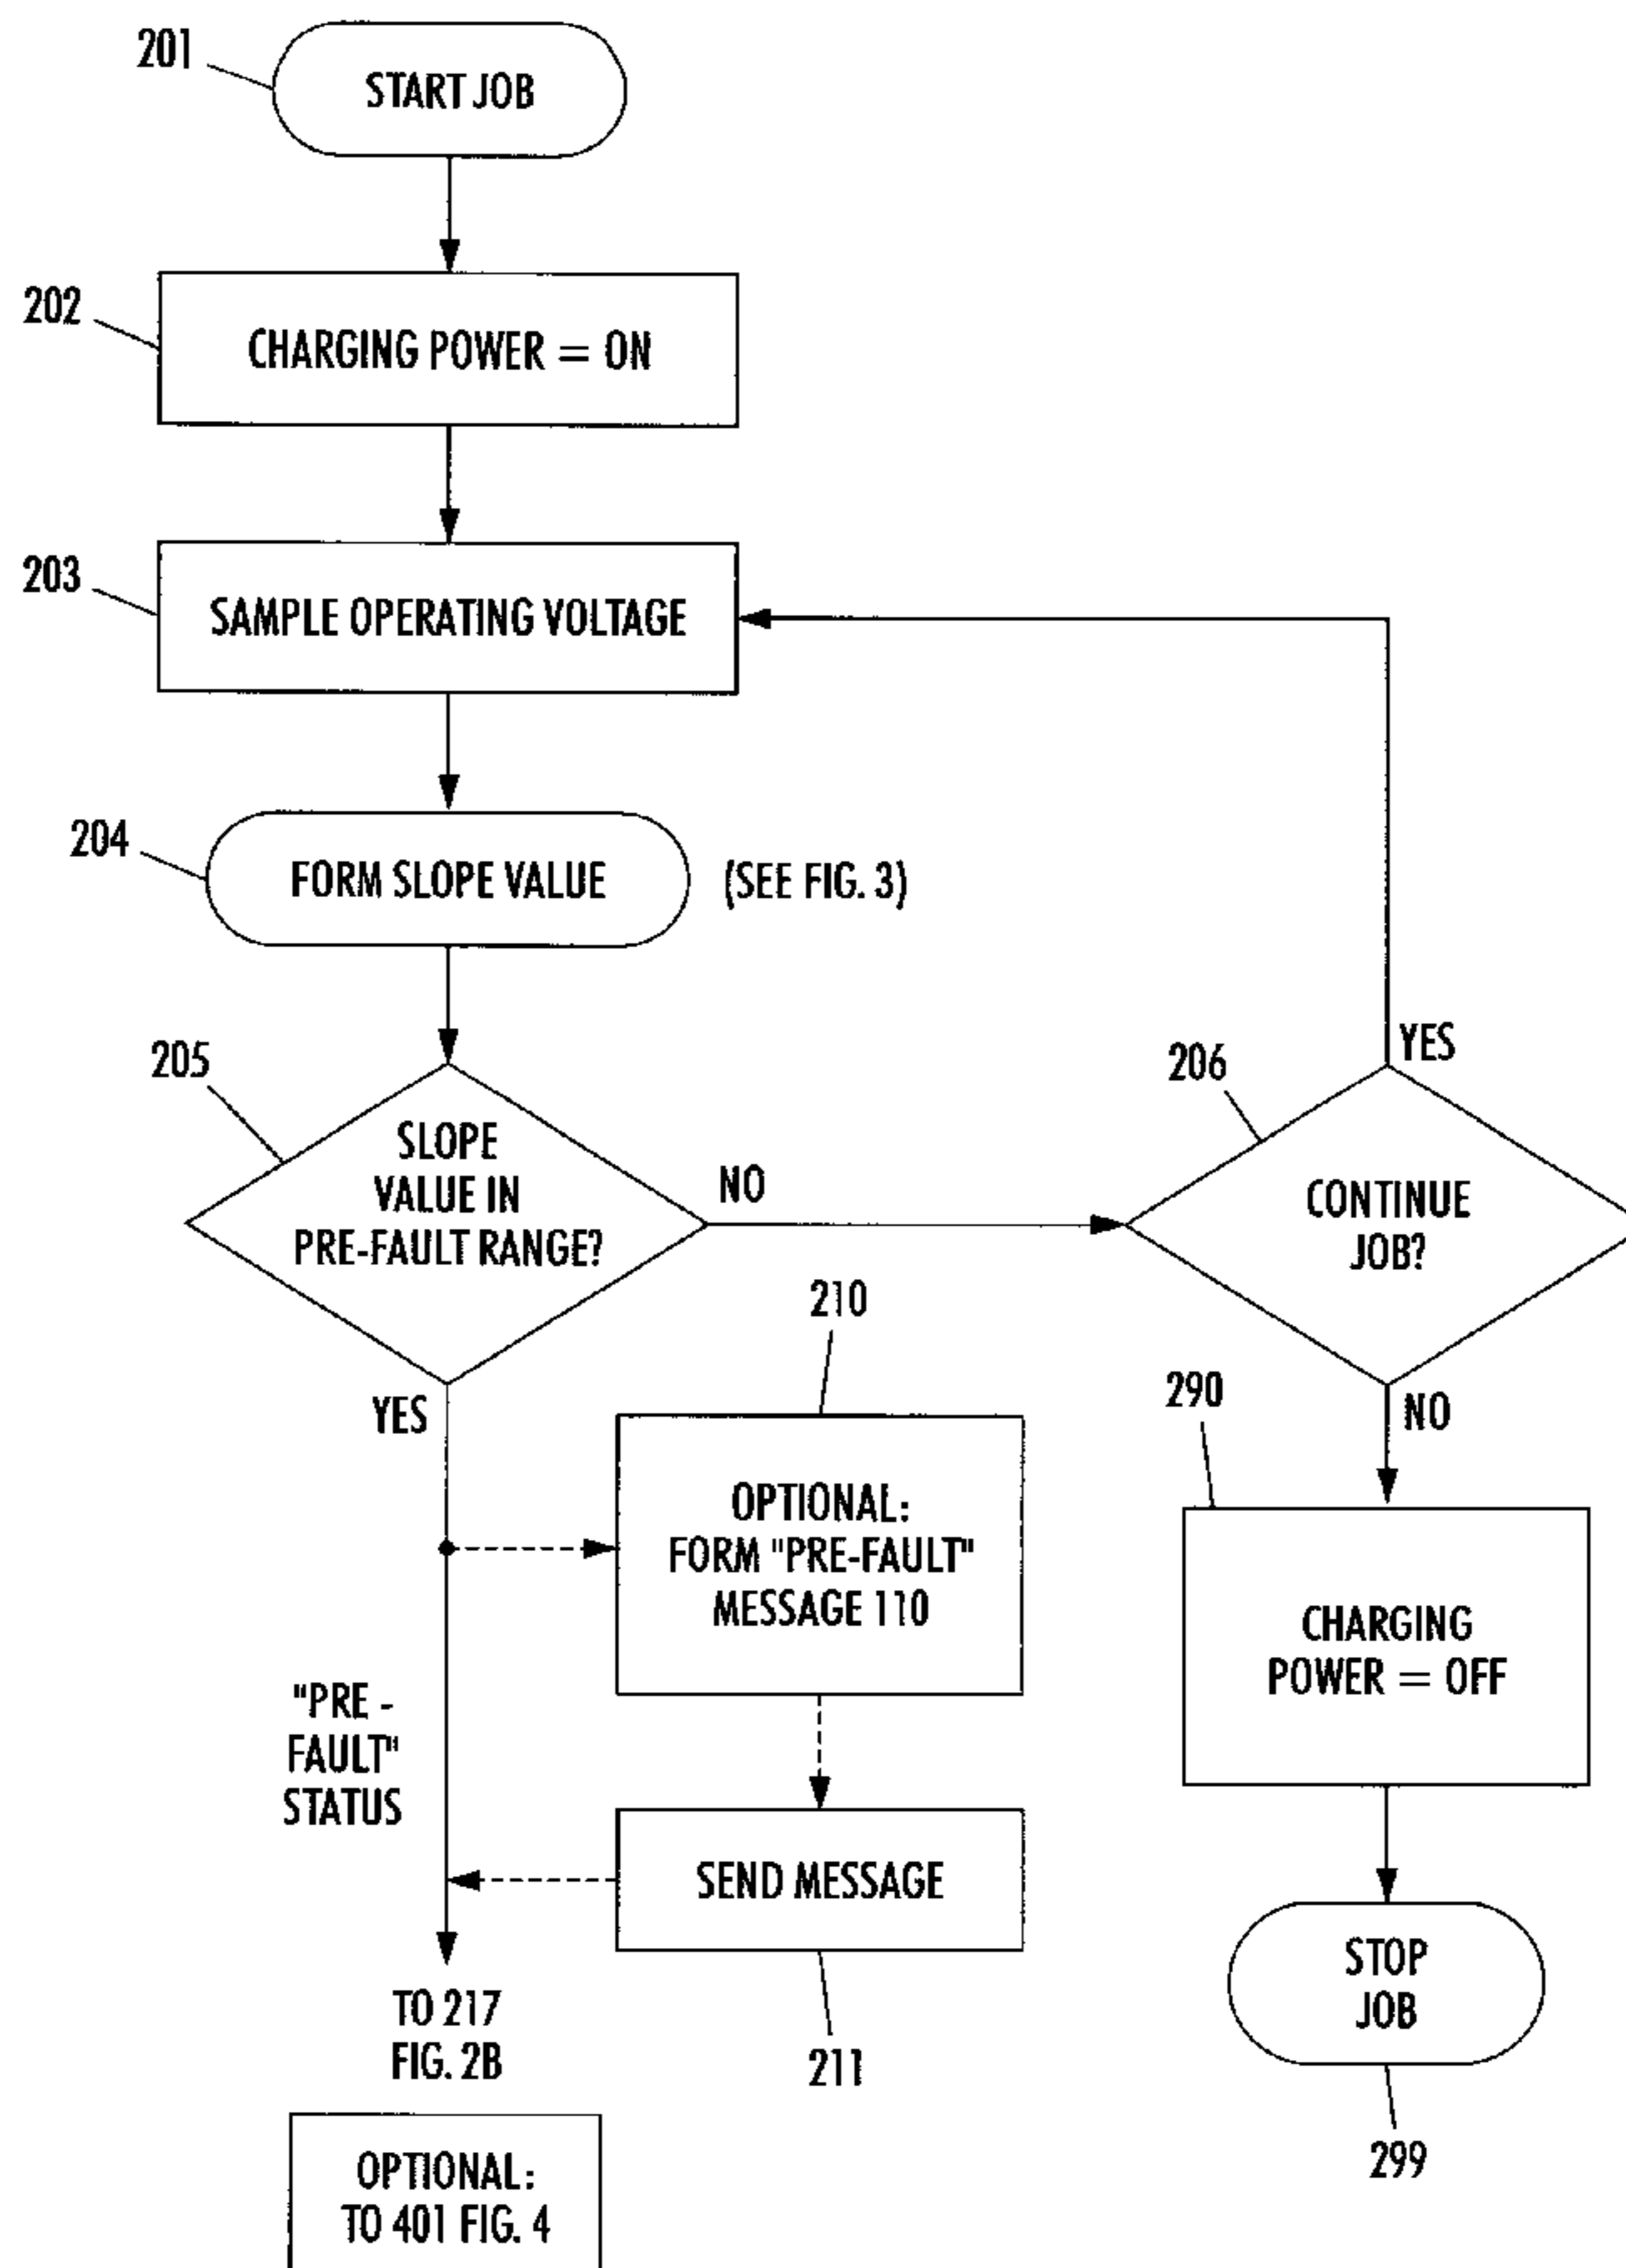 201
START JOB
202
CHARGING POWER = ON
203
SAMPLE OPERATING VOLTAGE
204
FORM SLOPE VALUE
(SEE FIG. 3)
205
SLOPE
VALUE IN
PRE-FAULT RANGE?
NO
YES
206
CONTINUE
JOB?
YES
NO
210
OPTIONAL:
FORM "PRE-FAULT"
MESSAGE 110
290
CHARGING
POWER = OFF
"PRE -
FAULT"
STATUS
SEND MESSAGE
211
STOP
JOB
299
TO 217
FIG. 2B
OPTIONAL:
TO 401 FIG. 4